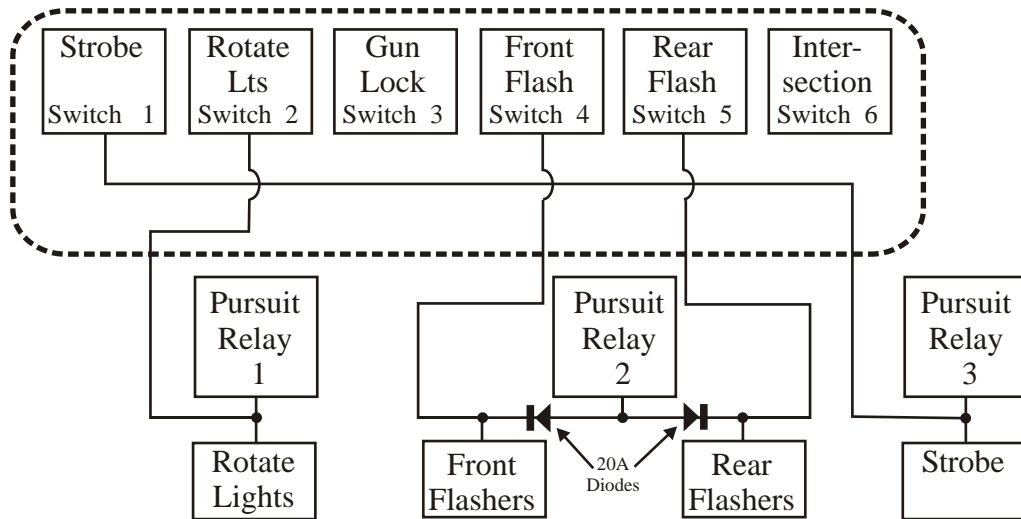 Strobe
Switch 1
Rotate
Lts
Switch 2
Gun
Lock
Switch 3
Front
Flash
Switch 4
Rear
Flash
Switch 5
Inter-
section
Switch 6
Pursuit
Relay
1
Pursuit
Relay
2
Pursuit
Relay
3
Rotate
Lights
Front
Flashers
20A
Diodes
Rear
Flashers
Strobe